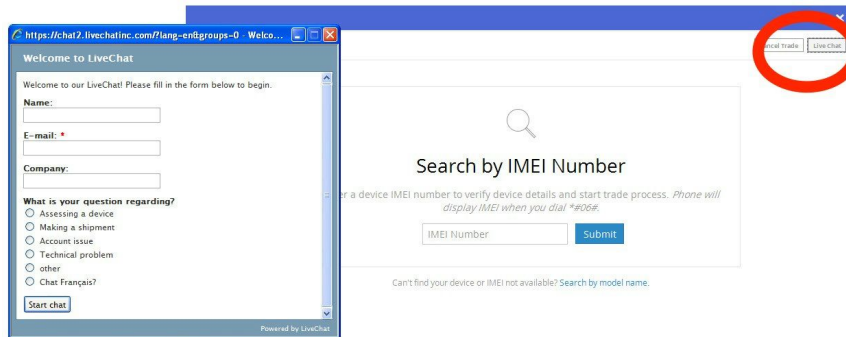 https://chat2.livechatinc.com/?lang-en&groups-0 - Welco...
Welcome to LiveChat
Welcome to our LiveChat! Please fill in the form below to begin.
Name:
E-mail: *
Company:
What is your question regarding?
Assessing a device
Making a shipment
Account issue
Technical problem
other
Chat Français?
Start chat
Powered by LiveChat
Trade
Live Chat
Search by IMEI Number
a device IMEI number to verify device details and start trade process. Phone will
display IMEI when you dial *#06#.
IMEI Number
Submit
Can't find your device or IMEI not available? Search by model name.